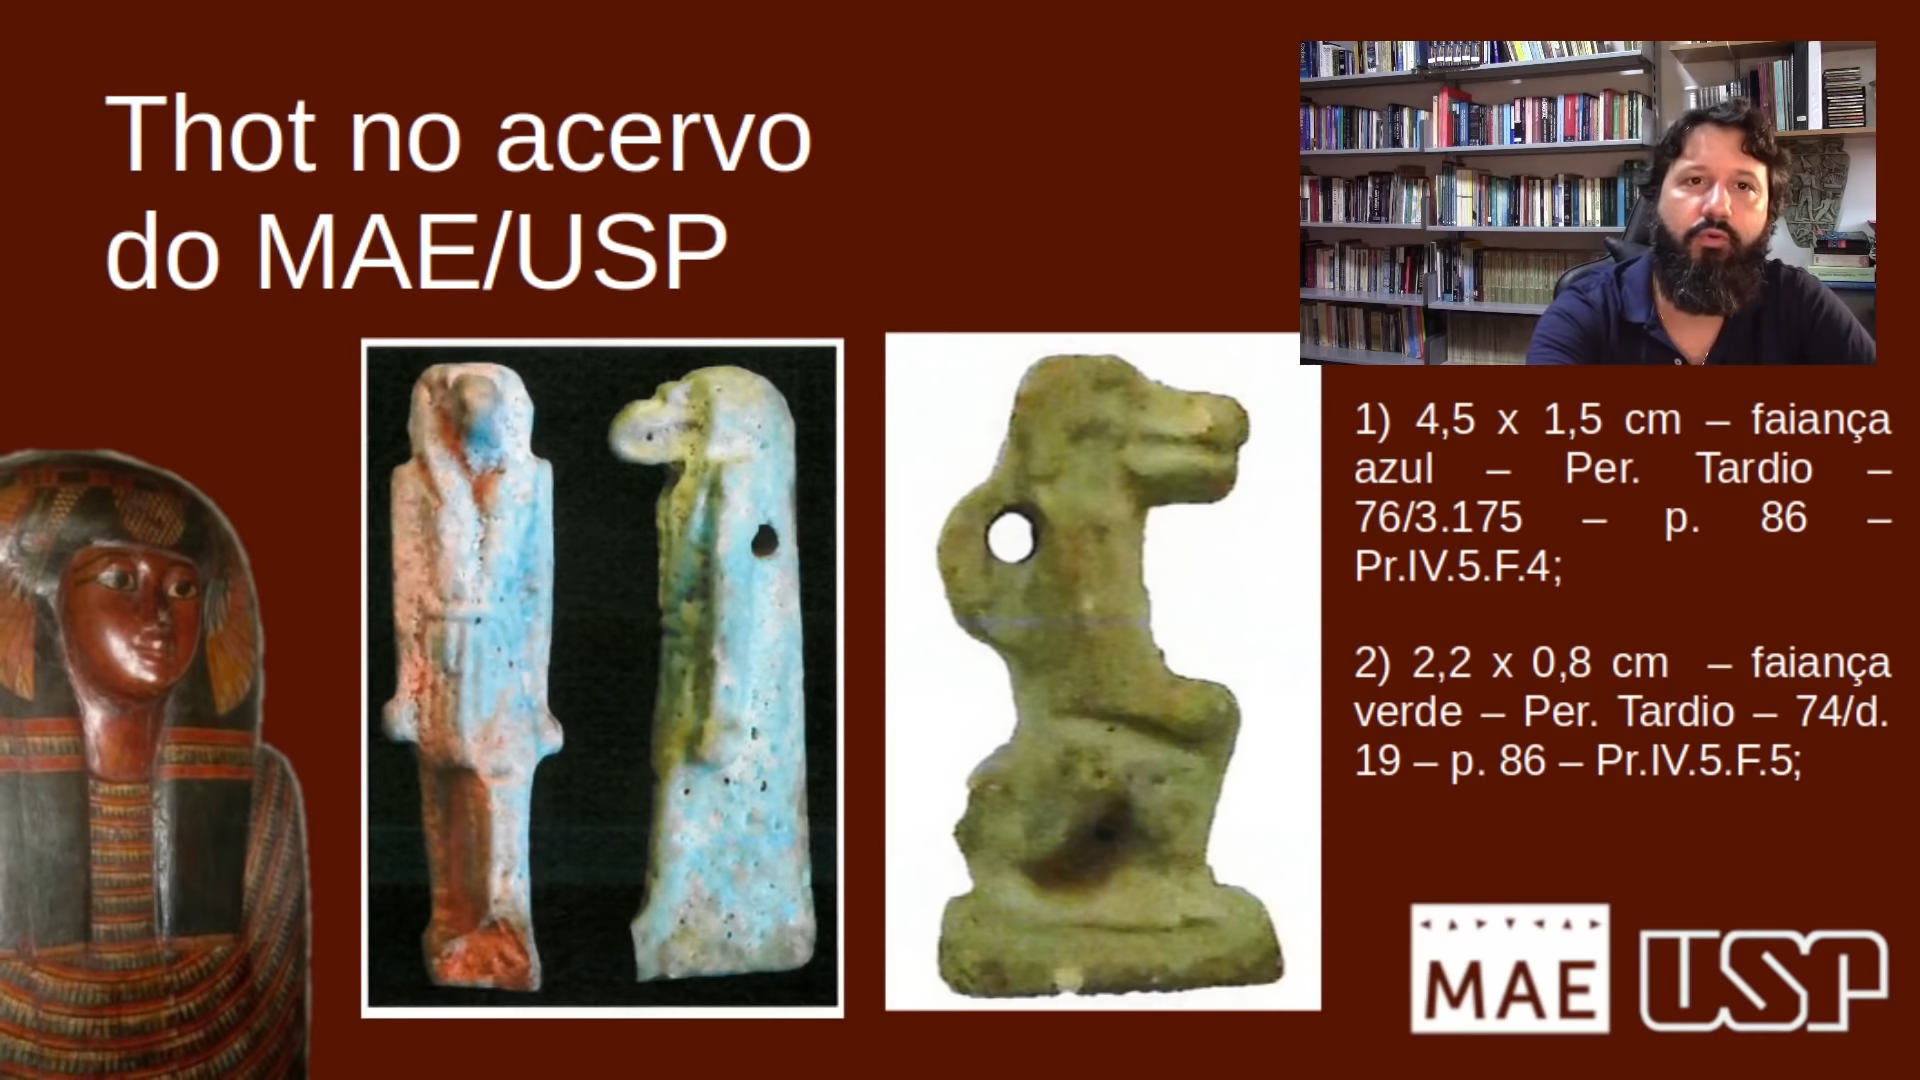 Thot no acervo
do MAE/USP
1) 4,5 x 1,5 cm – faiança
azul – Per. Tardio –
76/3.175 – p. 86 –
Pr.IV.5.F.4;
2) 2,2 x 0,8 cm – faiança
verde – Per. Tardio – 74/d.
19 – p. 86 – Pr.IV.5.F.5;
MAE
USP